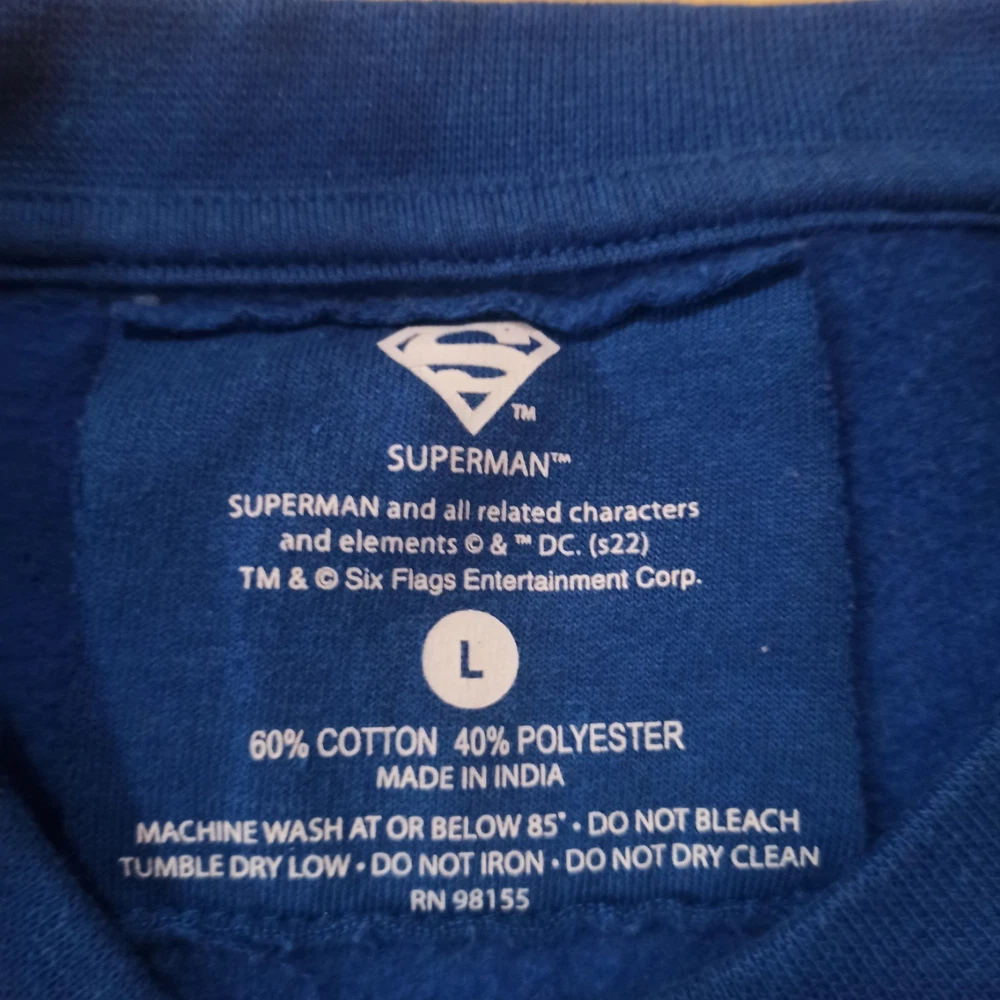 S
TM
SUPERMAN™
SUPERMAN and all related characters
and elements © & ™ DC. (s22)
TM & © Six Flags Entertainment Corp.
L
60% COTTON 40% POLYESTER
MADE IN INDIA
MACHINE WASH AT OR BELOW 85° • DO NOT BLEACH
TUMBLE DRY LOW • DO NOT IRON • DO NOT DRY CLEAN
RN 98155